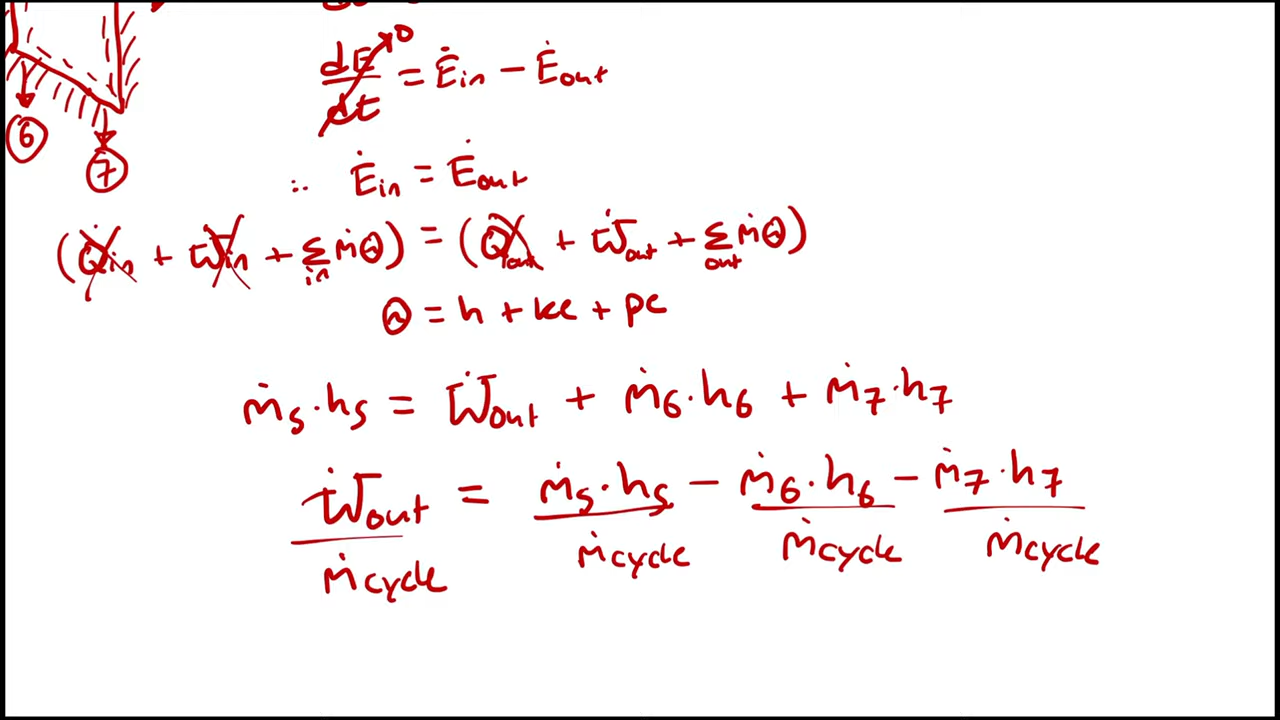 dE/dt → 0 = Ėin − Ėout
⑥
⑦
∴ Ėin = Ėout
(Q̇in + Ẇin + Σin ṁθ) = (Q̇out + Ẇout + Σout ṁθ)
θ = h + ke + pe
ṁ5·h5 = Ẇout + ṁ6·h6 + ṁ7·h7
Ẇout/ṁcycle = ṁ5·h5/ṁcycle − ṁ6·h6/ṁcycle − ṁ7·h7/ṁcycle